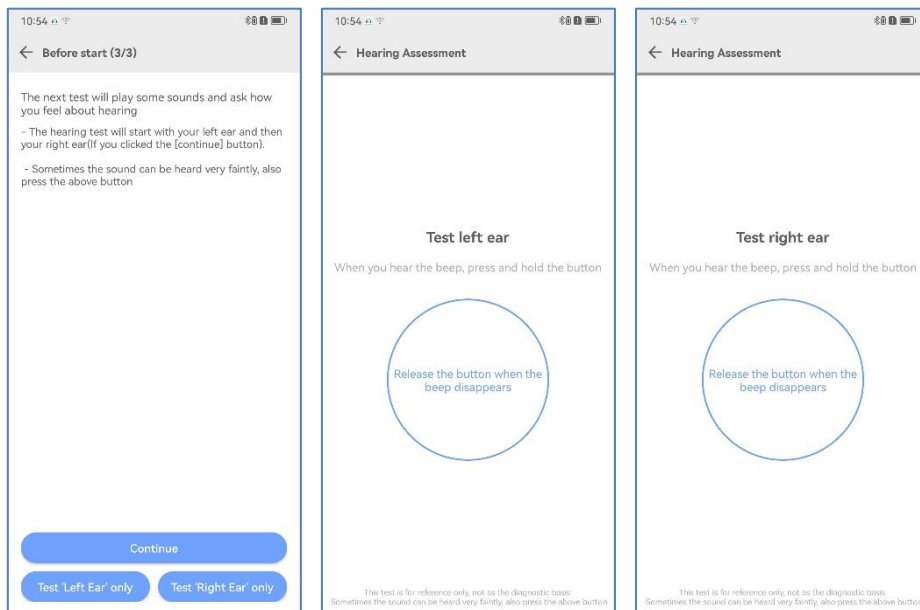 10:54
Before start (3/3)
The next test will play some sounds and ask how
you feel about hearing
- The hearing test will start with your left ear and then
your right ear(If you clicked the [continue] button).
- Sometimes the sound can be heard very faintly, also
press the above button
Continue
Test 'Left Ear' only
Test 'Right Ear' only
10:54
Hearing Assessment
Test left ear
When you hear the beep, press and hold the button
Release the button when the
beep disappears
This test is for reference only, not as the diagnostic basis
Sometimes the sound can be heard very faintly, also press the above button
10:54
Hearing Assessment
Test right ear
When you hear the beep, press and hold the button
Release the button when the
beep disappears
This test is for reference only, not as the diagnostic basis
Sometimes the sound can be heard very faintly, also press the above button